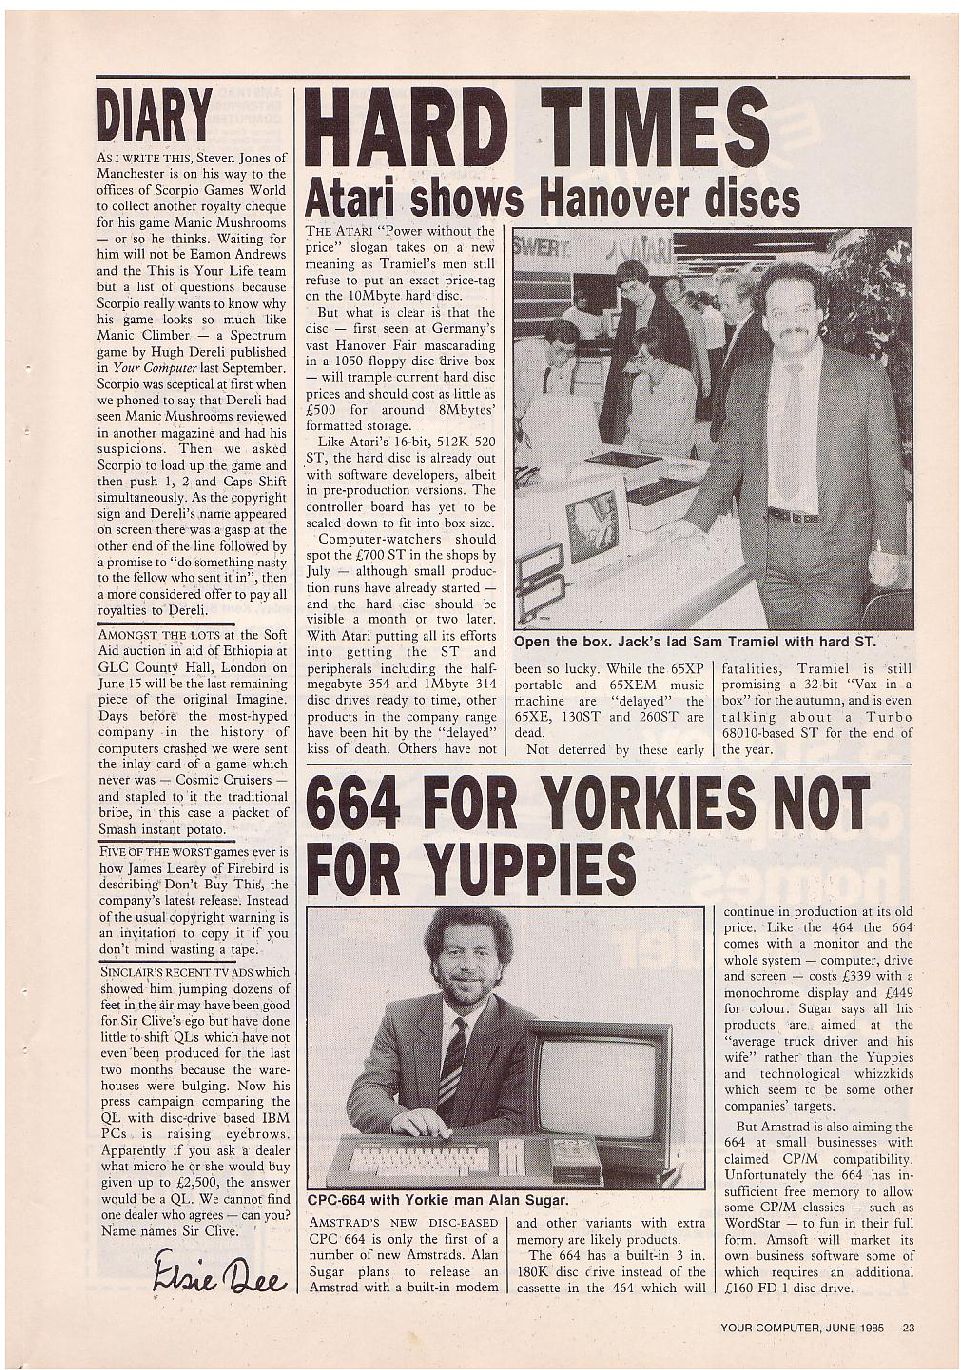 DIARY
AS I WRITE THIS, Steven Jones of
Manchester is on his way to the
offices of Scorpio Games World
to collect another royalty cheque
for his game Manic Mushrooms
— or so he thinks. Waiting for
him will not be Eamon Andrews
and the This is Your Life team
but a list of questions because
Scorpio really wants to know why
his game looks so much like
Manic Climber — a Spectrum
game by Hugh Dereli published
in Your Computer last September.
Scorpio was sceptical at first when
we phoned to say that Dereli had
seen Manic Mushrooms reviewed
in another magazine and had his
suspicions. Then we asked
Scorpio to load up the game and
then push 1, 2 and Caps Shift
simultaneously. As the copyright
sign and Dereli's name appeared
on screen there was a gasp at the
other end of the line followed by
a promise to "do something nasty
to the fellow who sent it in", then
a more considered offer to pay all
royalties to Dereli.
AMONGST THE LOTS at the Soft
Aid auction in aid of Ethiopia at
GLC County Hall, London on
June 15 will be the last remaining
piece of the original Imagine.
Days before the most-hyped
company in the history of
computers crashed we were sent
the inlay card of a game which
never was — Cosmic Cruisers —
and stapled to it the traditional
bribe, in this case a packet of
Smash instant potato.
FIVE OF THE WORST games ever is
how James Learey of Firebird is
describing Don't Buy This, the
company's latest release. Instead
of the usual copyright warning is
an invitation to copy it if you
don't mind wasting a tape.
SINCLAIR'S RECENT TV ADS which
showed him jumping dozens of
feet in the air may have been good
for Sir Clive's ego but have done
little to shift QLs which have not
even been produced for the last
two months because the ware-
houses were bulging. Now his
press campaign comparing the
QL with disc-drive based IBM
PCs is raising eyebrows.
Apparently if you ask a dealer
what micro he or she would buy
given up to £2,500, the answer
would be a QL. We cannot find
one dealer who agrees — can you?
Name names Sir Clive.
Elsie Dee
HARD TIMES
Atari shows Hanover discs
THE ATARI "Power without the
price" slogan takes on a new
meaning as Tramiel's men still
refuse to put an exact price-tag
on the 10Mbyte hard disc.
But what is clear is that the
disc — first seen at Germany's
vast Hanover Fair mascarading
in a 1050 floppy disc drive box
— will trample current hard disc
prices and should cost as little as
£500 for around 8Mbytes'
formatted storage.
Like Atari's 16-bit, 512K 520
ST, the hard disc is already out
with software developers, albeit
in pre-production versions. The
controller board has yet to be
scaled down to fit into box size.
Computer-watchers should
spot the £700 ST in the shops by
July — although small produc-
tion runs have already started —
and the hard disc should be
visible a month or two later.
With Atari putting all its efforts
into getting the ST and
peripherals including the half-
megabyte 354 and 1Mbyte 314
disc drives ready to time, other
products in the company range
have been hit by the "delayed"
kiss of death. Others have not
ATARI
Open the box. Jack's lad Sam Tramiel with hard ST.
been so lucky. While the 65XP
portable and 65XEM music
machine are "delayed" the
65XE, 130ST and 260ST are
dead.
Not deterred by these early
fatalities, Tramiel is still
promising a 32-bit "Vax in a
box" for the autumn, and is even
talking about a Turbo
68010-based ST for the end of
the year.
664 FOR YORKIES NOT
FOR YUPPIES
CPC-664 with Yorkie man Alan Sugar.
AMSTRAD'S NEW DISC-BASED
CPC 664 is only the first of a
number of new Amstrads. Alan
Sugar plans to release an
Amstrad with a built-in modem
and other variants with extra
memory are likely products.
The 664 has a built-in 3 in.
180K disc drive instead of the
cassette in the 464 which will
continue in production at its old
price. Like the 464 the 664
comes with a monitor and the
whole system — computer, drive
and screen — costs £339 with a
monochrome display and £449
for colour. Sugar says all his
products are aimed at the
"average truck driver and his
wife" rather than the Yuppies
and technological whizzkids
which seem to be some other
companies' targets.
But Amstrad is also aiming the
664 at small businesses with
claimed CP/M compatibility.
Unfortunately the 664 has in-
sufficient free memory to allow
some CP/M classics — such as
WordStar — to fun in their full
form. Amsoft will market its
own business software some of
which requires an additional
£160 FD 1 disc drive.
YOUR COMPUTER, JUNE 1985 23